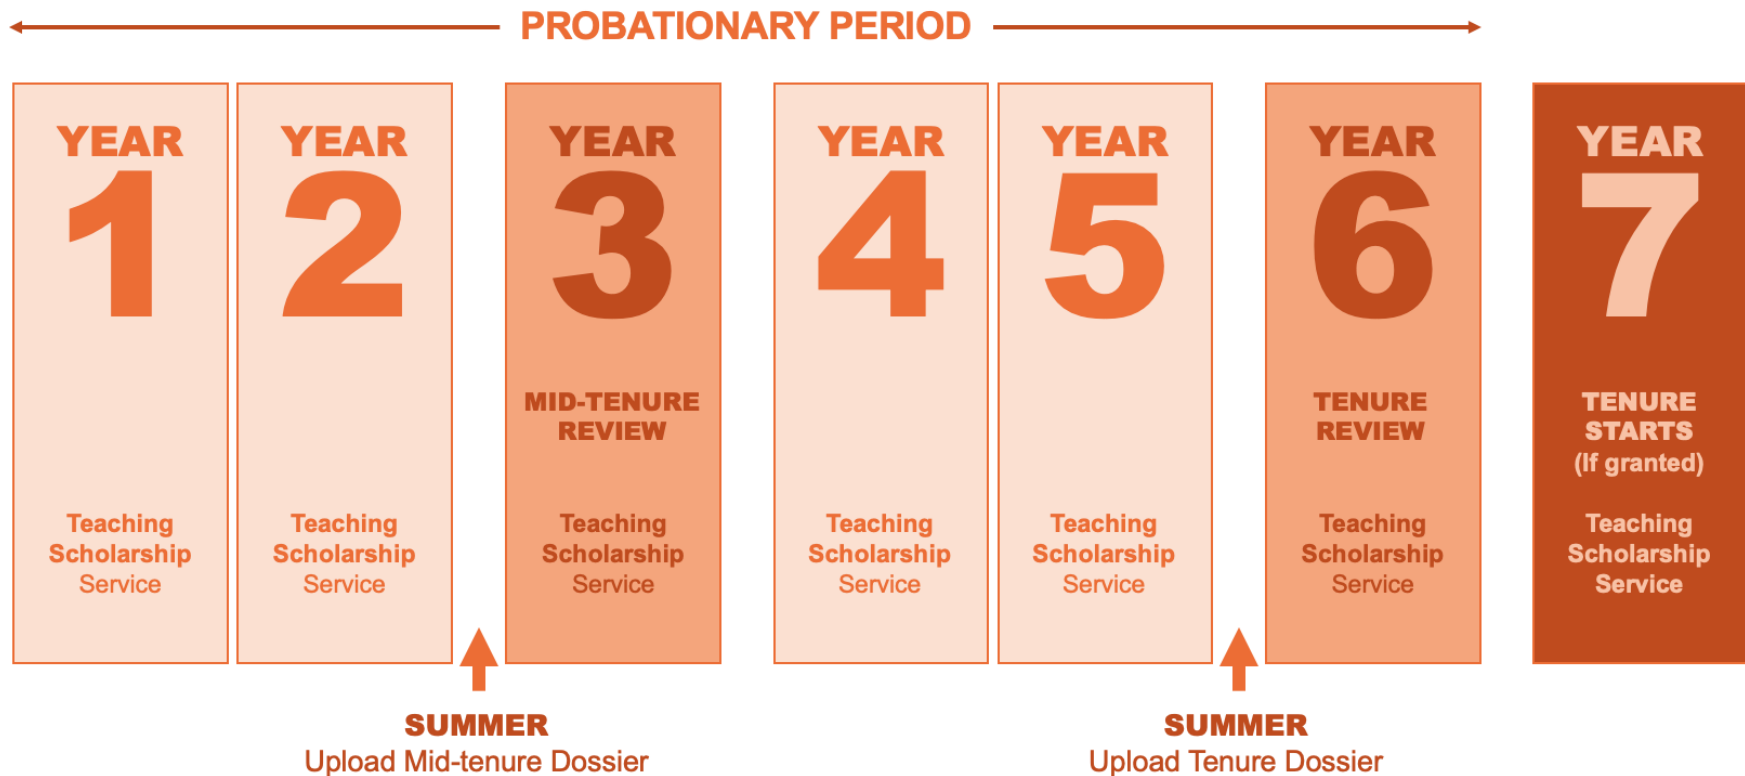 PROBATIONARY PERIOD
YEAR
1
Teaching
Scholarship
Service
YEAR
2
Teaching
Scholarship
Service
YEAR
3
MID-TENURE
REVIEW
Teaching
Scholarship
Service
YEAR
4
Teaching
Scholarship
Service
YEAR
5
Teaching
Scholarship
Service
YEAR
6
TENURE
REVIEW
Teaching
Scholarship
Service
YEAR
7
TENURE
STARTS
(If granted)
Teaching
Scholarship
Service
SUMMER
Upload Mid-tenure Dossier
SUMMER
Upload Tenure Dossier